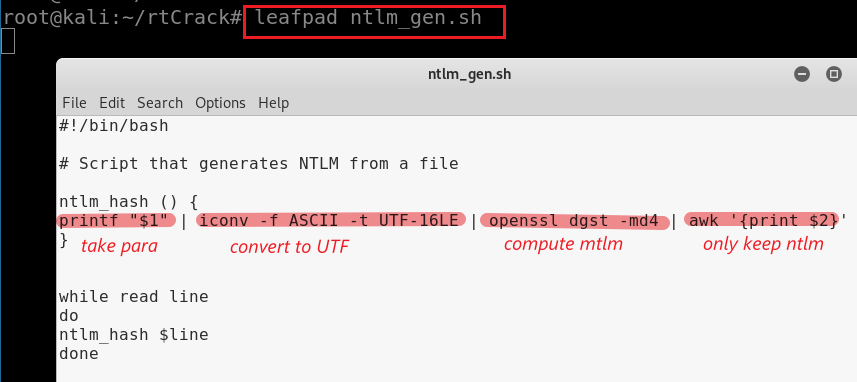 root@kali:~/rtCrack# leafpad ntlm_gen.sh
ntlm_gen.sh
File Edit Search Options Help
#!/bin/bash
# Script that generates NTLM from a file
ntlm_hash () {
printf "$1" | iconv -f ASCII -t UTF-16LE | openssl dgst -md4 | awk '{print $2}'
}
take para convert to UTF compute mtlm only keep ntlm
while read line
do
ntlm_hash $line
done